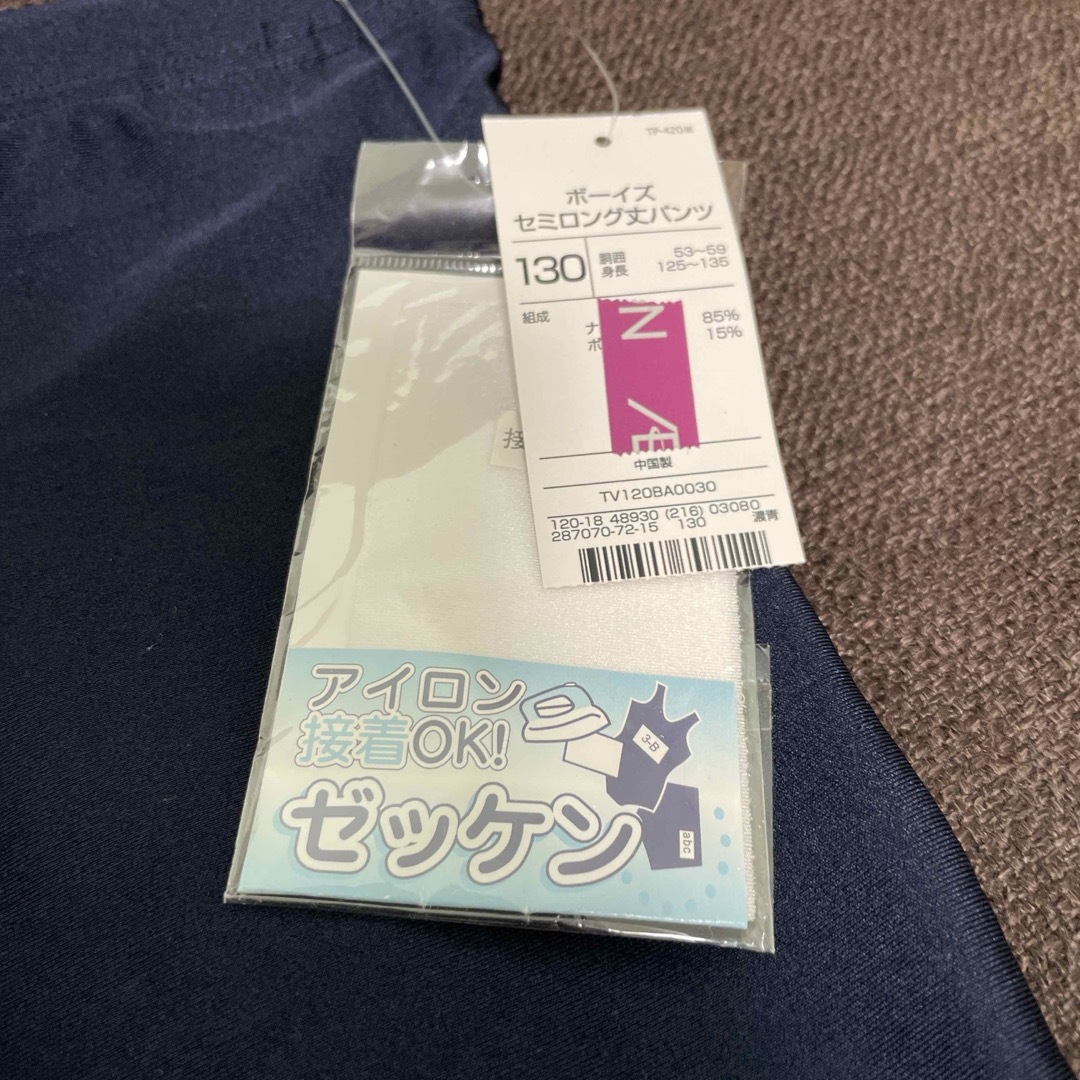 TP-420IK
ボーイズ
セミロング丈パンツ
130
胴囲 53~59
身長 125~135
組成
ナ 85%
ポ 15%
中国製
TV120BA0030
120-18 48930 (216) 03080
287070-72-15 130 濃青
接
アイロン
接着OK!
ゼッケン
3-B
abc